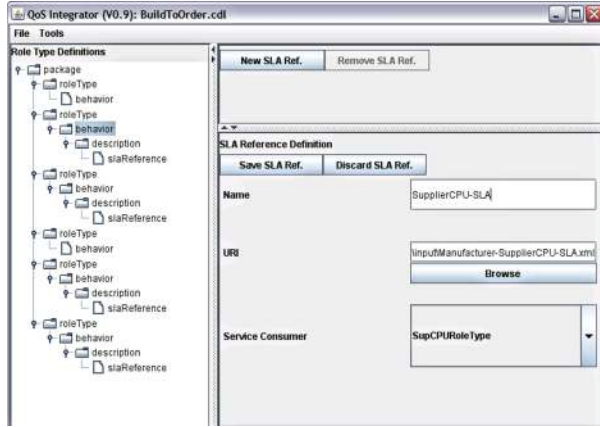 QoS Integrator (V0.9): BuildToOrder.cdl
File Tools
Role Type Definitions
package
roleType
behavior
roleType
behavior
description
slaReference
roleType
behavior
description
slaReference
roleType
behavior
roleType
behavior
description
slaReference
roleType
behavior
description
slaReference
New SLA Ref. Remove SLA Ref.
SLA Reference Definition
Save SLA Ref. Discard SLA Ref.
Name SupplierCPU-SLA
URI \inputManufacturer-SupplierCPU-SLA.xml
Browse
Service Consumer SupCPURoleType